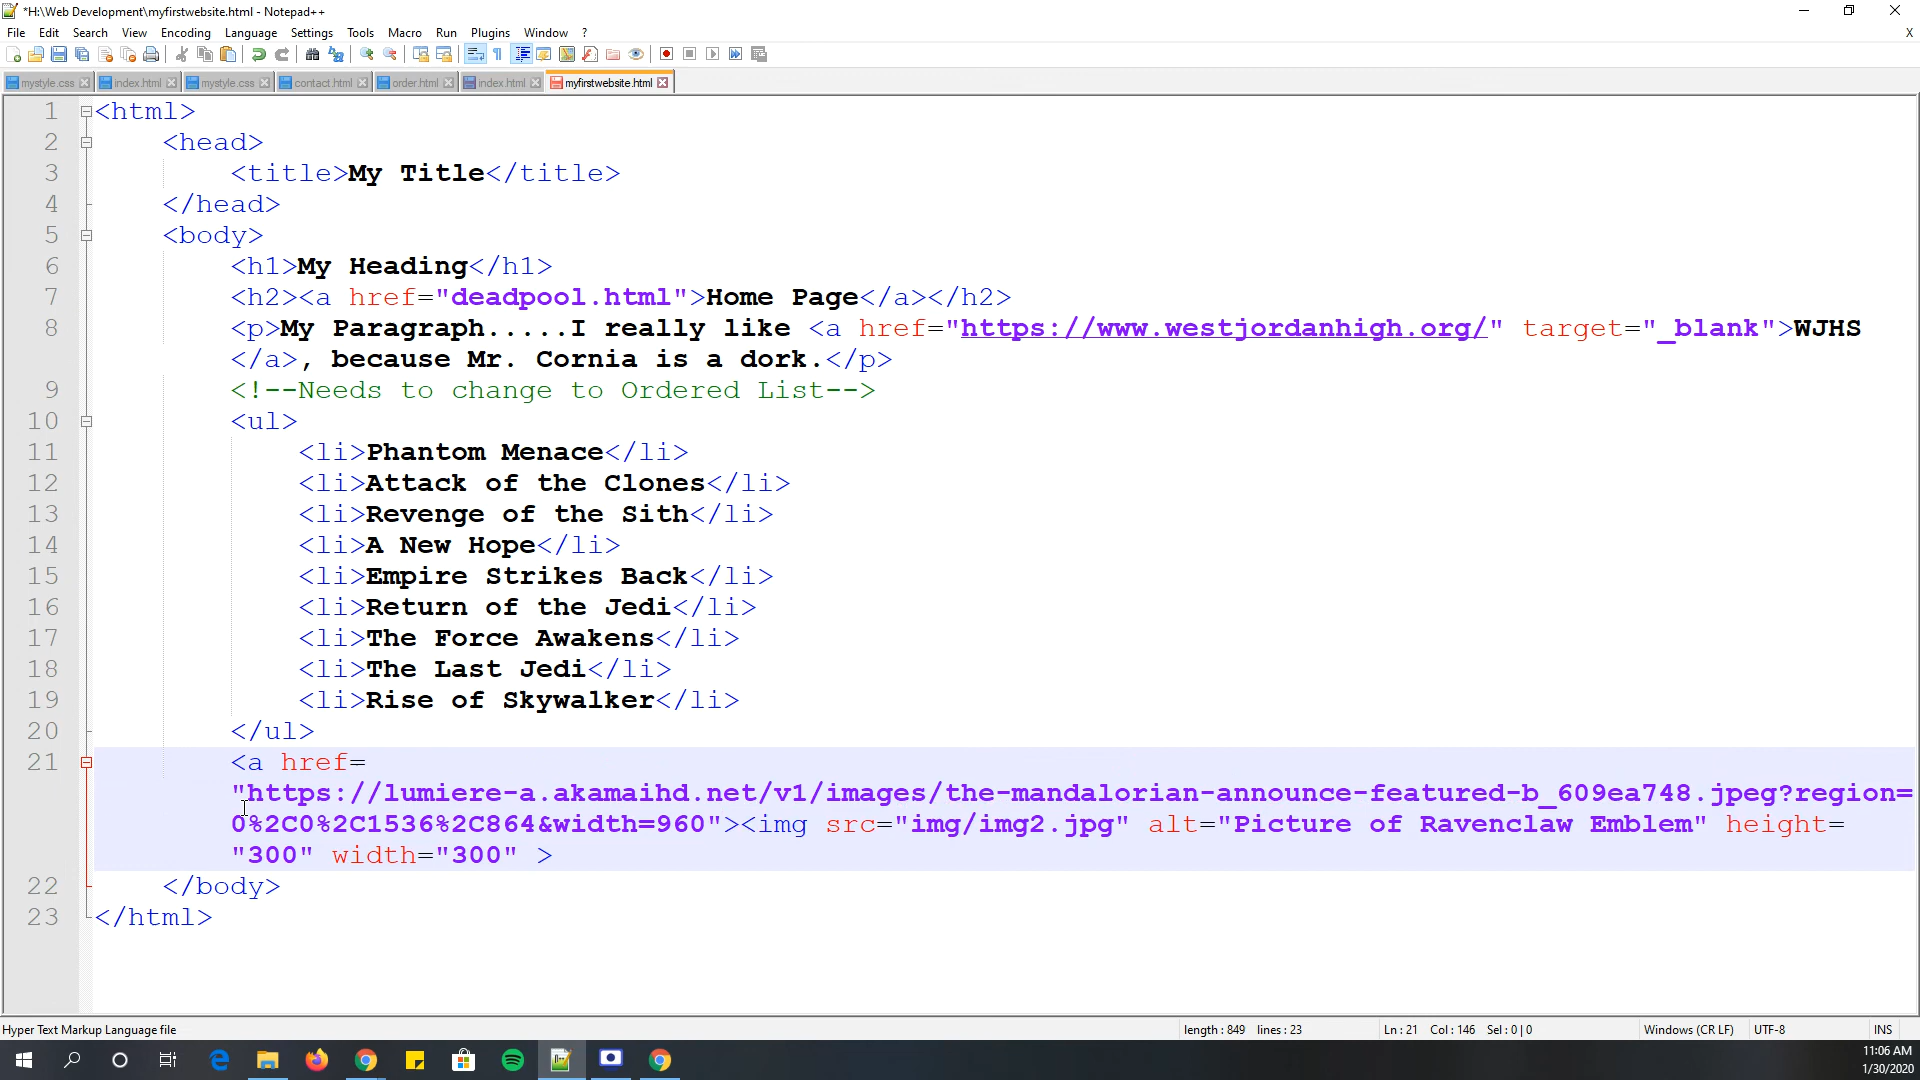 *H:\Web Development\myfirstwebsite.html - Notepad++
File Edit Search View Encoding Language Settings Tools Macro Run Plugins Window ? X
mystyle.css index.html mystyle.css contact.html order.html index.html myfirstwebsite.html
1 <html>
2 <head>
3 <title>My Title</title>
4 </head>
5 <body>
6 <h1>My Heading</h1>
7 <h2><a href="deadpool.html">Home Page</a></h2>
8 <p>My Paragraph.....I really like <a href="https://www.westjordanhigh.org/" target="_blank">WJHS
</a>, because Mr. Cornia is a dork.</p>
9 <!--Needs to change to Ordered List-->
10 <ul>
11 <li>Phantom Menace</li>
12 <li>Attack of the Clones</li>
13 <li>Revenge of the Sith</li>
14 <li>A New Hope</li>
15 <li>Empire Strikes Back</li>
16 <li>Return of the Jedi</li>
17 <li>The Force Awakens</li>
18 <li>The Last Jedi</li>
19 <li>Rise of Skywalker</li>
20 </ul>
21 <a href=
"https://lumiere-a.akamaihd.net/v1/images/the-mandalorian-announce-featured-b_609ea748.jpeg?region=
0%2C0%2C1536%2C864&width=960"><img src="img/img2.jpg" alt="Picture of Ravenclaw Emblem" height=
"300" width="300" >
22 </body>
23 </html>
Hyper Text Markup Language file length : 849 lines : 23 Ln : 21 Col : 146 Sel : 0 | 0 Windows (CR LF) UTF-8 INS
11:06 AM
1/30/2020